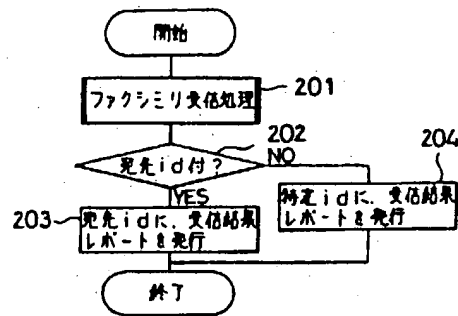 開始
ファクシミリ受信処理
201
宛先id付?
202
NO
YES
203
宛先idに、受信結果
レポートを発行
204
特定idに、受信結果
レポートを発行
終了